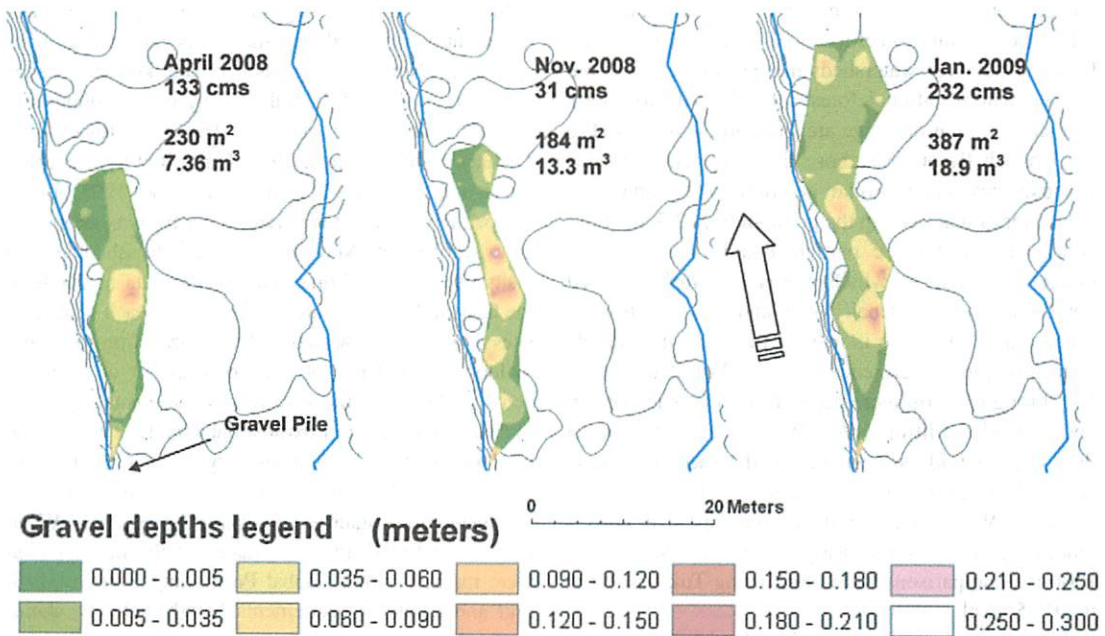 April 2008
133 cms
230 m²
7.36 m³
Nov. 2008
31 cms
184 m²
13.3 m³
Jan. 2009
232 cms
387 m²
18.9 m³
Gravel Pile
0 20 Meters
Gravel depths legend (meters)
0.000 - 0.005 0.035 - 0.060 0.090 - 0.120 0.150 - 0.180 0.210 - 0.250
0.005 - 0.035 0.060 - 0.090 0.120 - 0.150 0.180 - 0.210 0.250 - 0.300